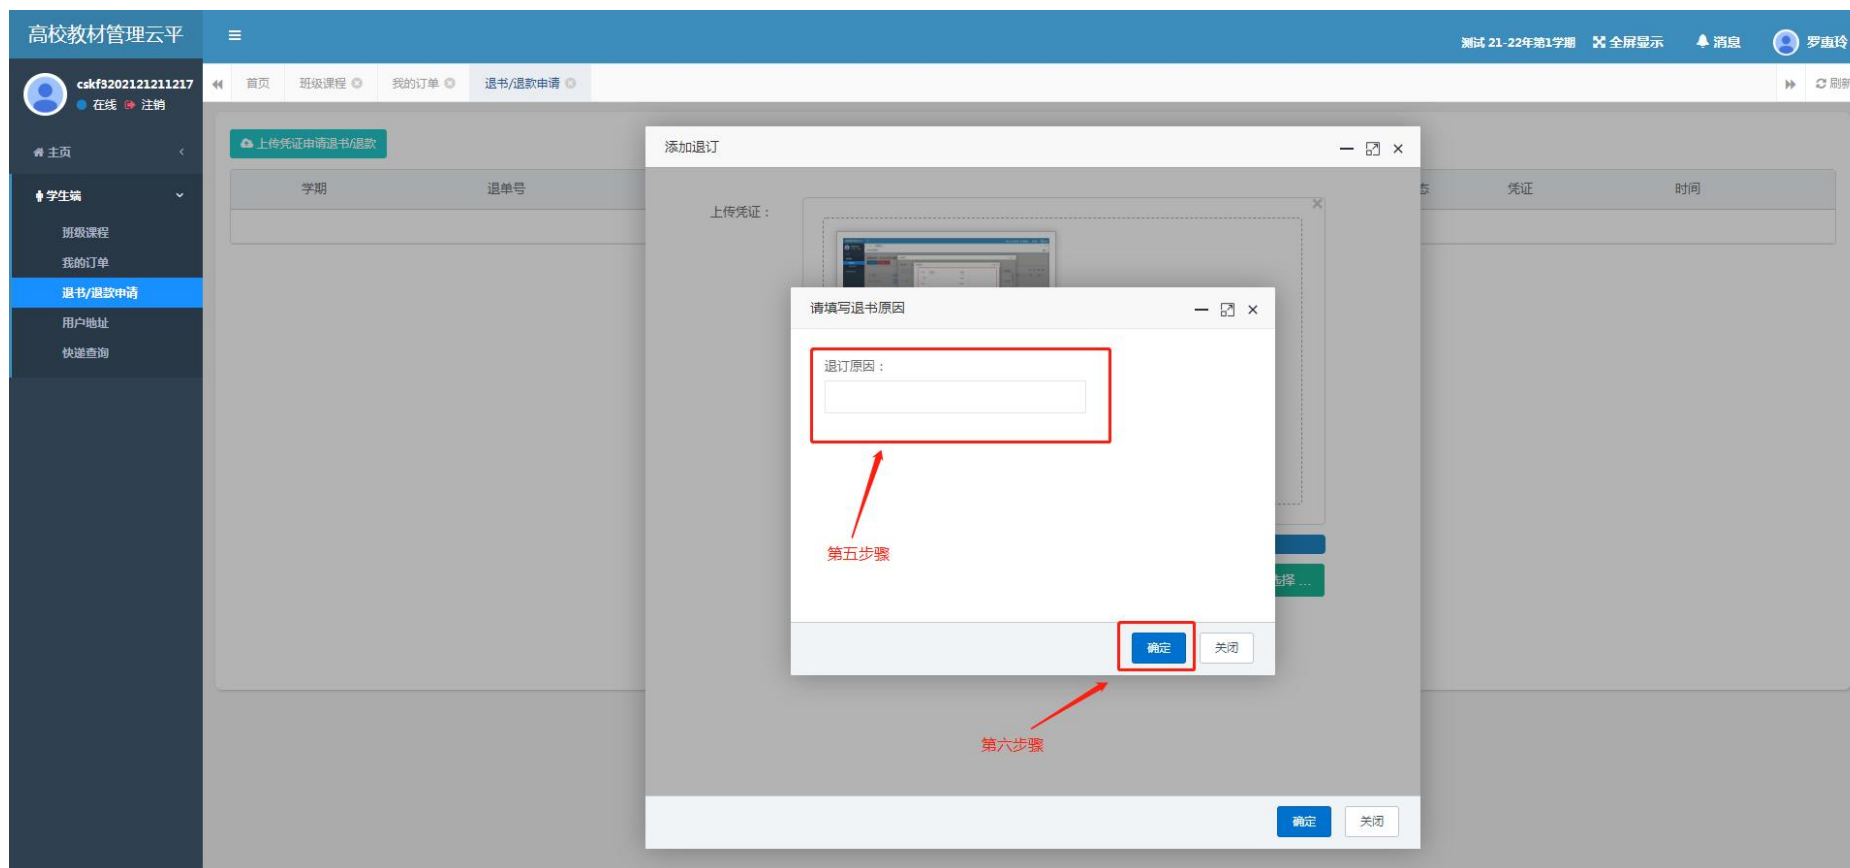 高校教材管理云平
测试 21-22年第1学期 全屏显示 消息 罗惠玲
cskf3202121211217
在线 注销
首页 班级课程 我的订单 退书/退款申请
刷新
主页
学生端
班级课程
我的订单
退书/退款申请
用户地址
快递查询
上传凭证申请退书/退款
学期 退单号 态 凭证 时间
添加退订
上传凭证：
请填写退书原因
退订原因：
第五步骤
选择 ...
确定 关闭
第六步骤
确定 关闭